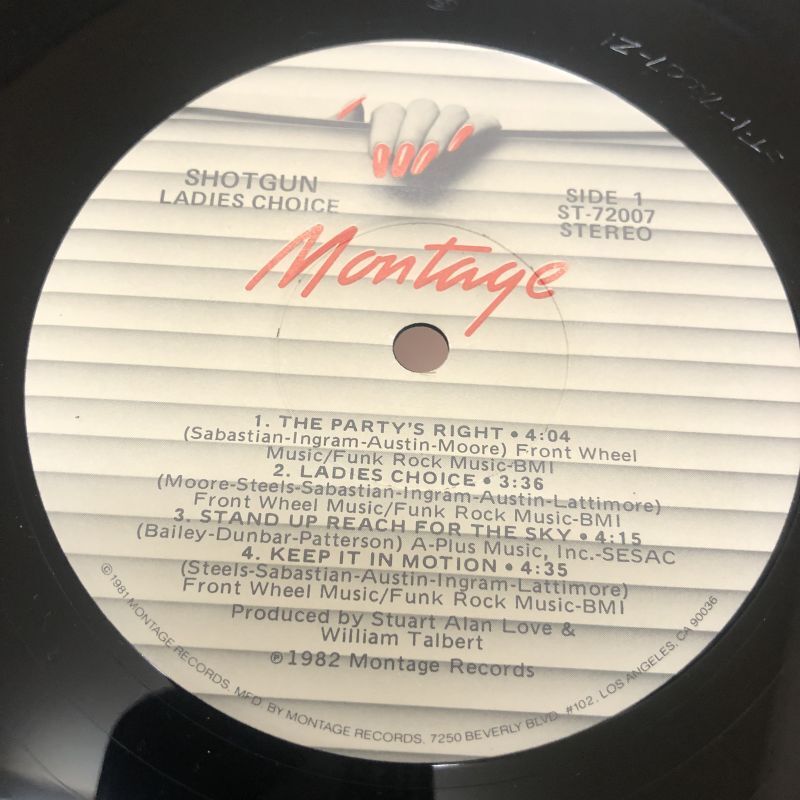 SHOTGUN
LADIES CHOICE
SIDE 1
ST-72007
STEREO
Montage
1. THE PARTY'S RIGHT • 4:04
(Sabastian-Ingram-Austin-Moore) Front Wheel
Music/Funk Rock Music-BMI
2. LADIES CHOICE • 3:36
(Moore-Steels-Sabastian-Ingram-Austin-Lattimore)
Front Wheel Music/Funk Rock Music-BMI
3. STAND UP REACH FOR THE SKY • 4:15
(Bailey-Dunbar-Patterson) A-Plus Music, Inc.-SESAC
4. KEEP IT IN MOTION • 4:35
(Steels-Sabastian-Austin-Ingram-Lattimore)
Front Wheel Music/Funk Rock Music-BMI
Produced by Stuart Alan Love &
William Talbert
℗1982 Montage Records
©1981 MONTAGE RECORDS. MFD. BY MONTAGE RECORDS, 7250 BEVERLY BLVD. #102, LOS ANGELES, CA 90036